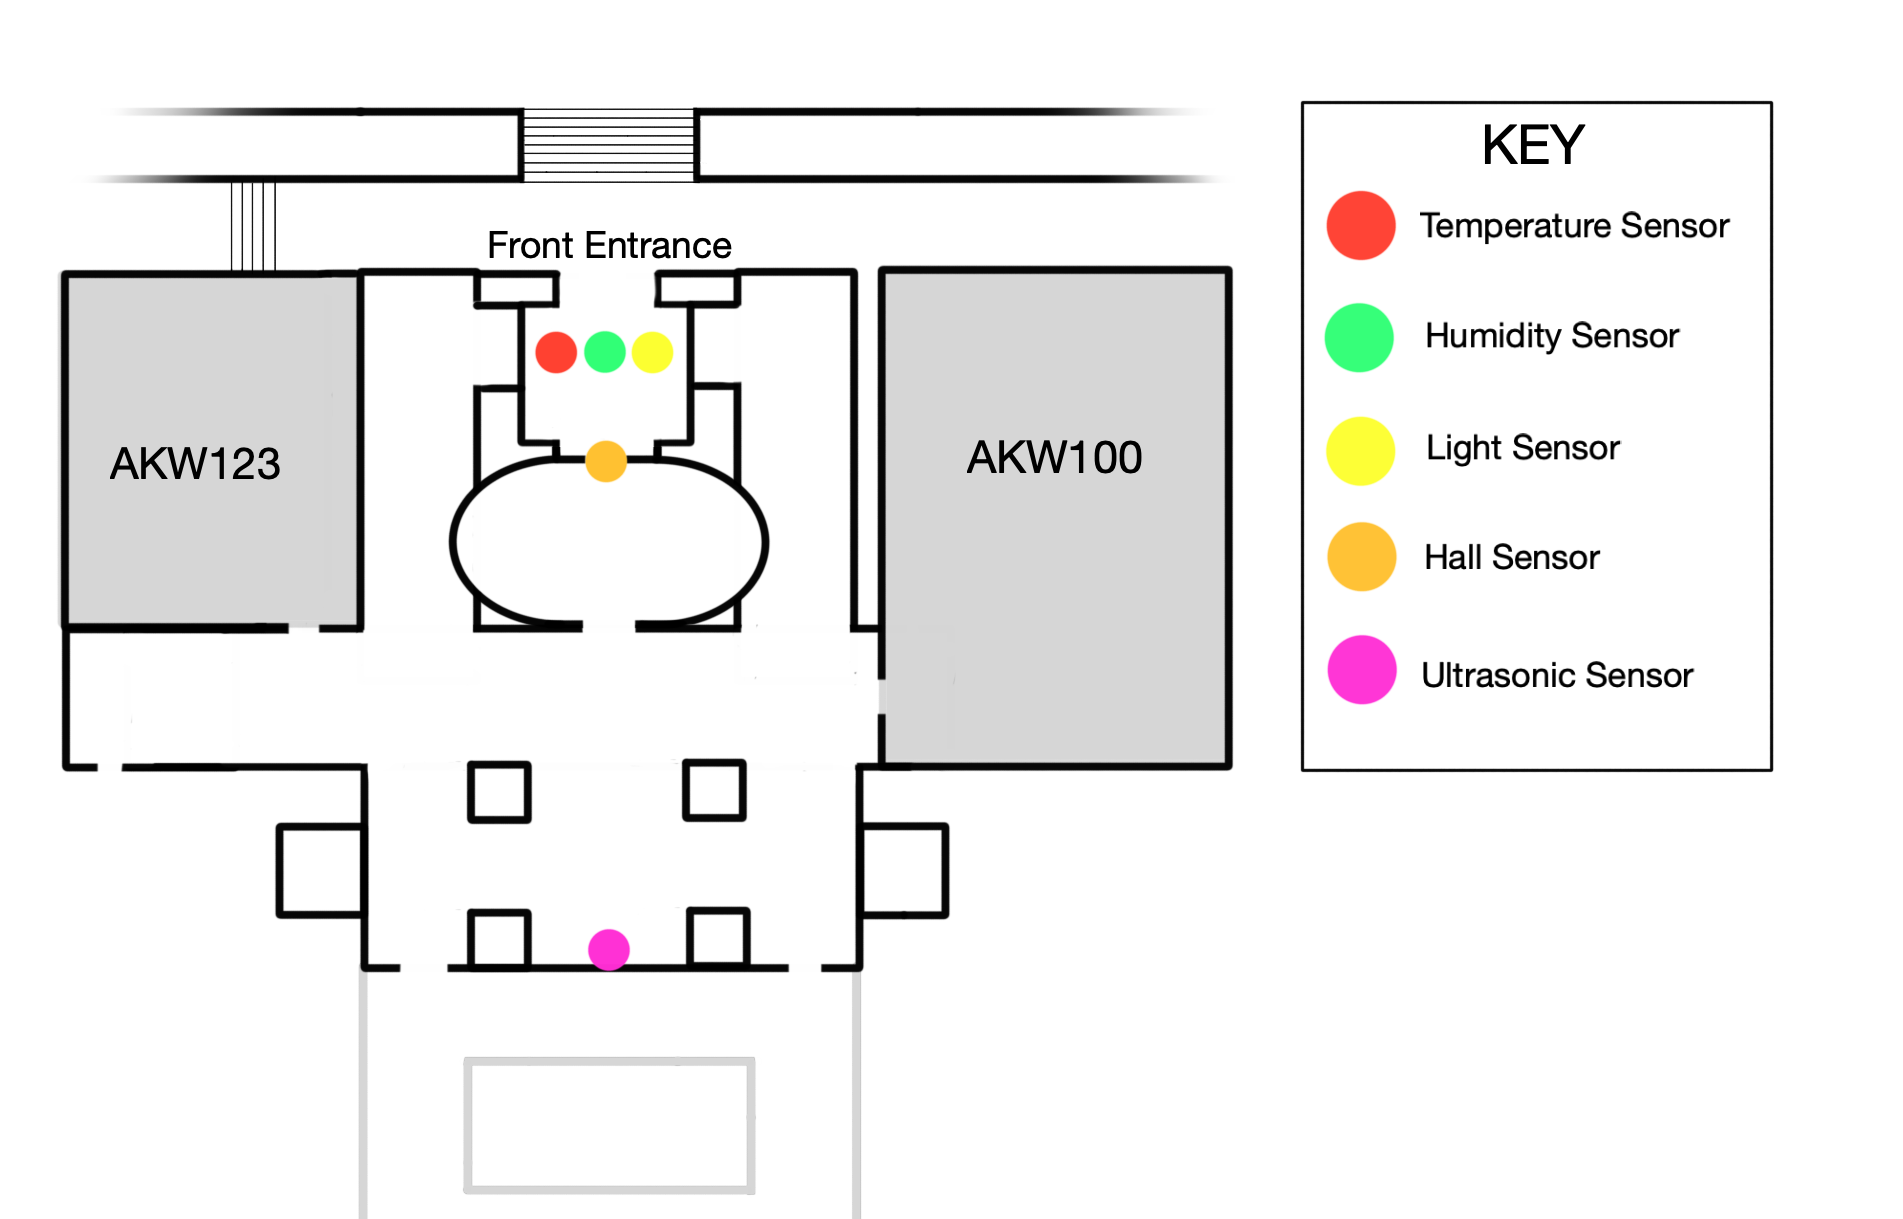 KEY
Temperature Sensor
Front Entrance
Humidity Sensor
AKW123
AKW100
Light Sensor
Hall Sensor
Ultrasonic Sensor